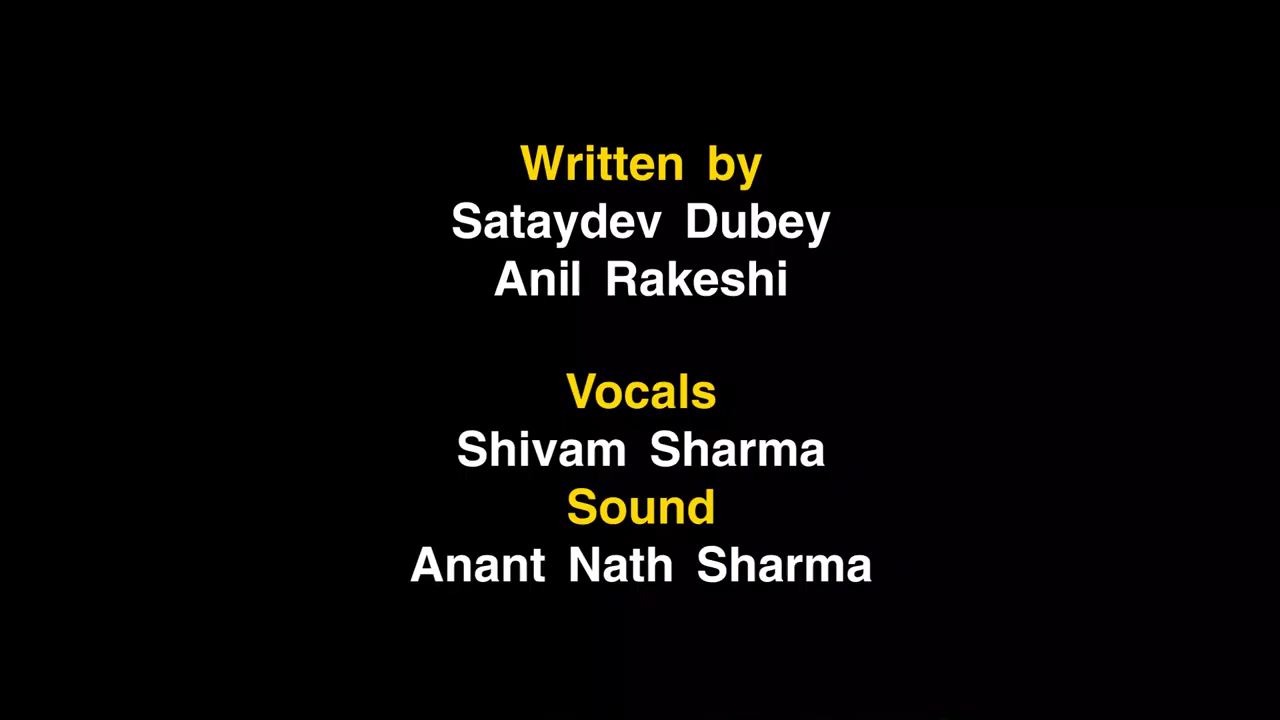 Written by
Sataydev Dubey
Anil Rakeshi
Vocals
Shivam Sharma
Sound
Anant Nath Sharma